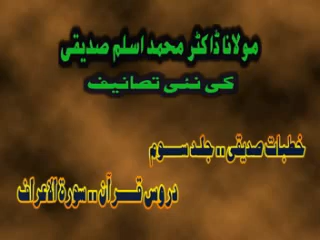 مولانا ڈاکٹر محمد اسلم صدیقی
کی نئی تصانیف
خطبات صدیقی .. جلد سوم
دروس قرآن .. سورۃ الاعراف